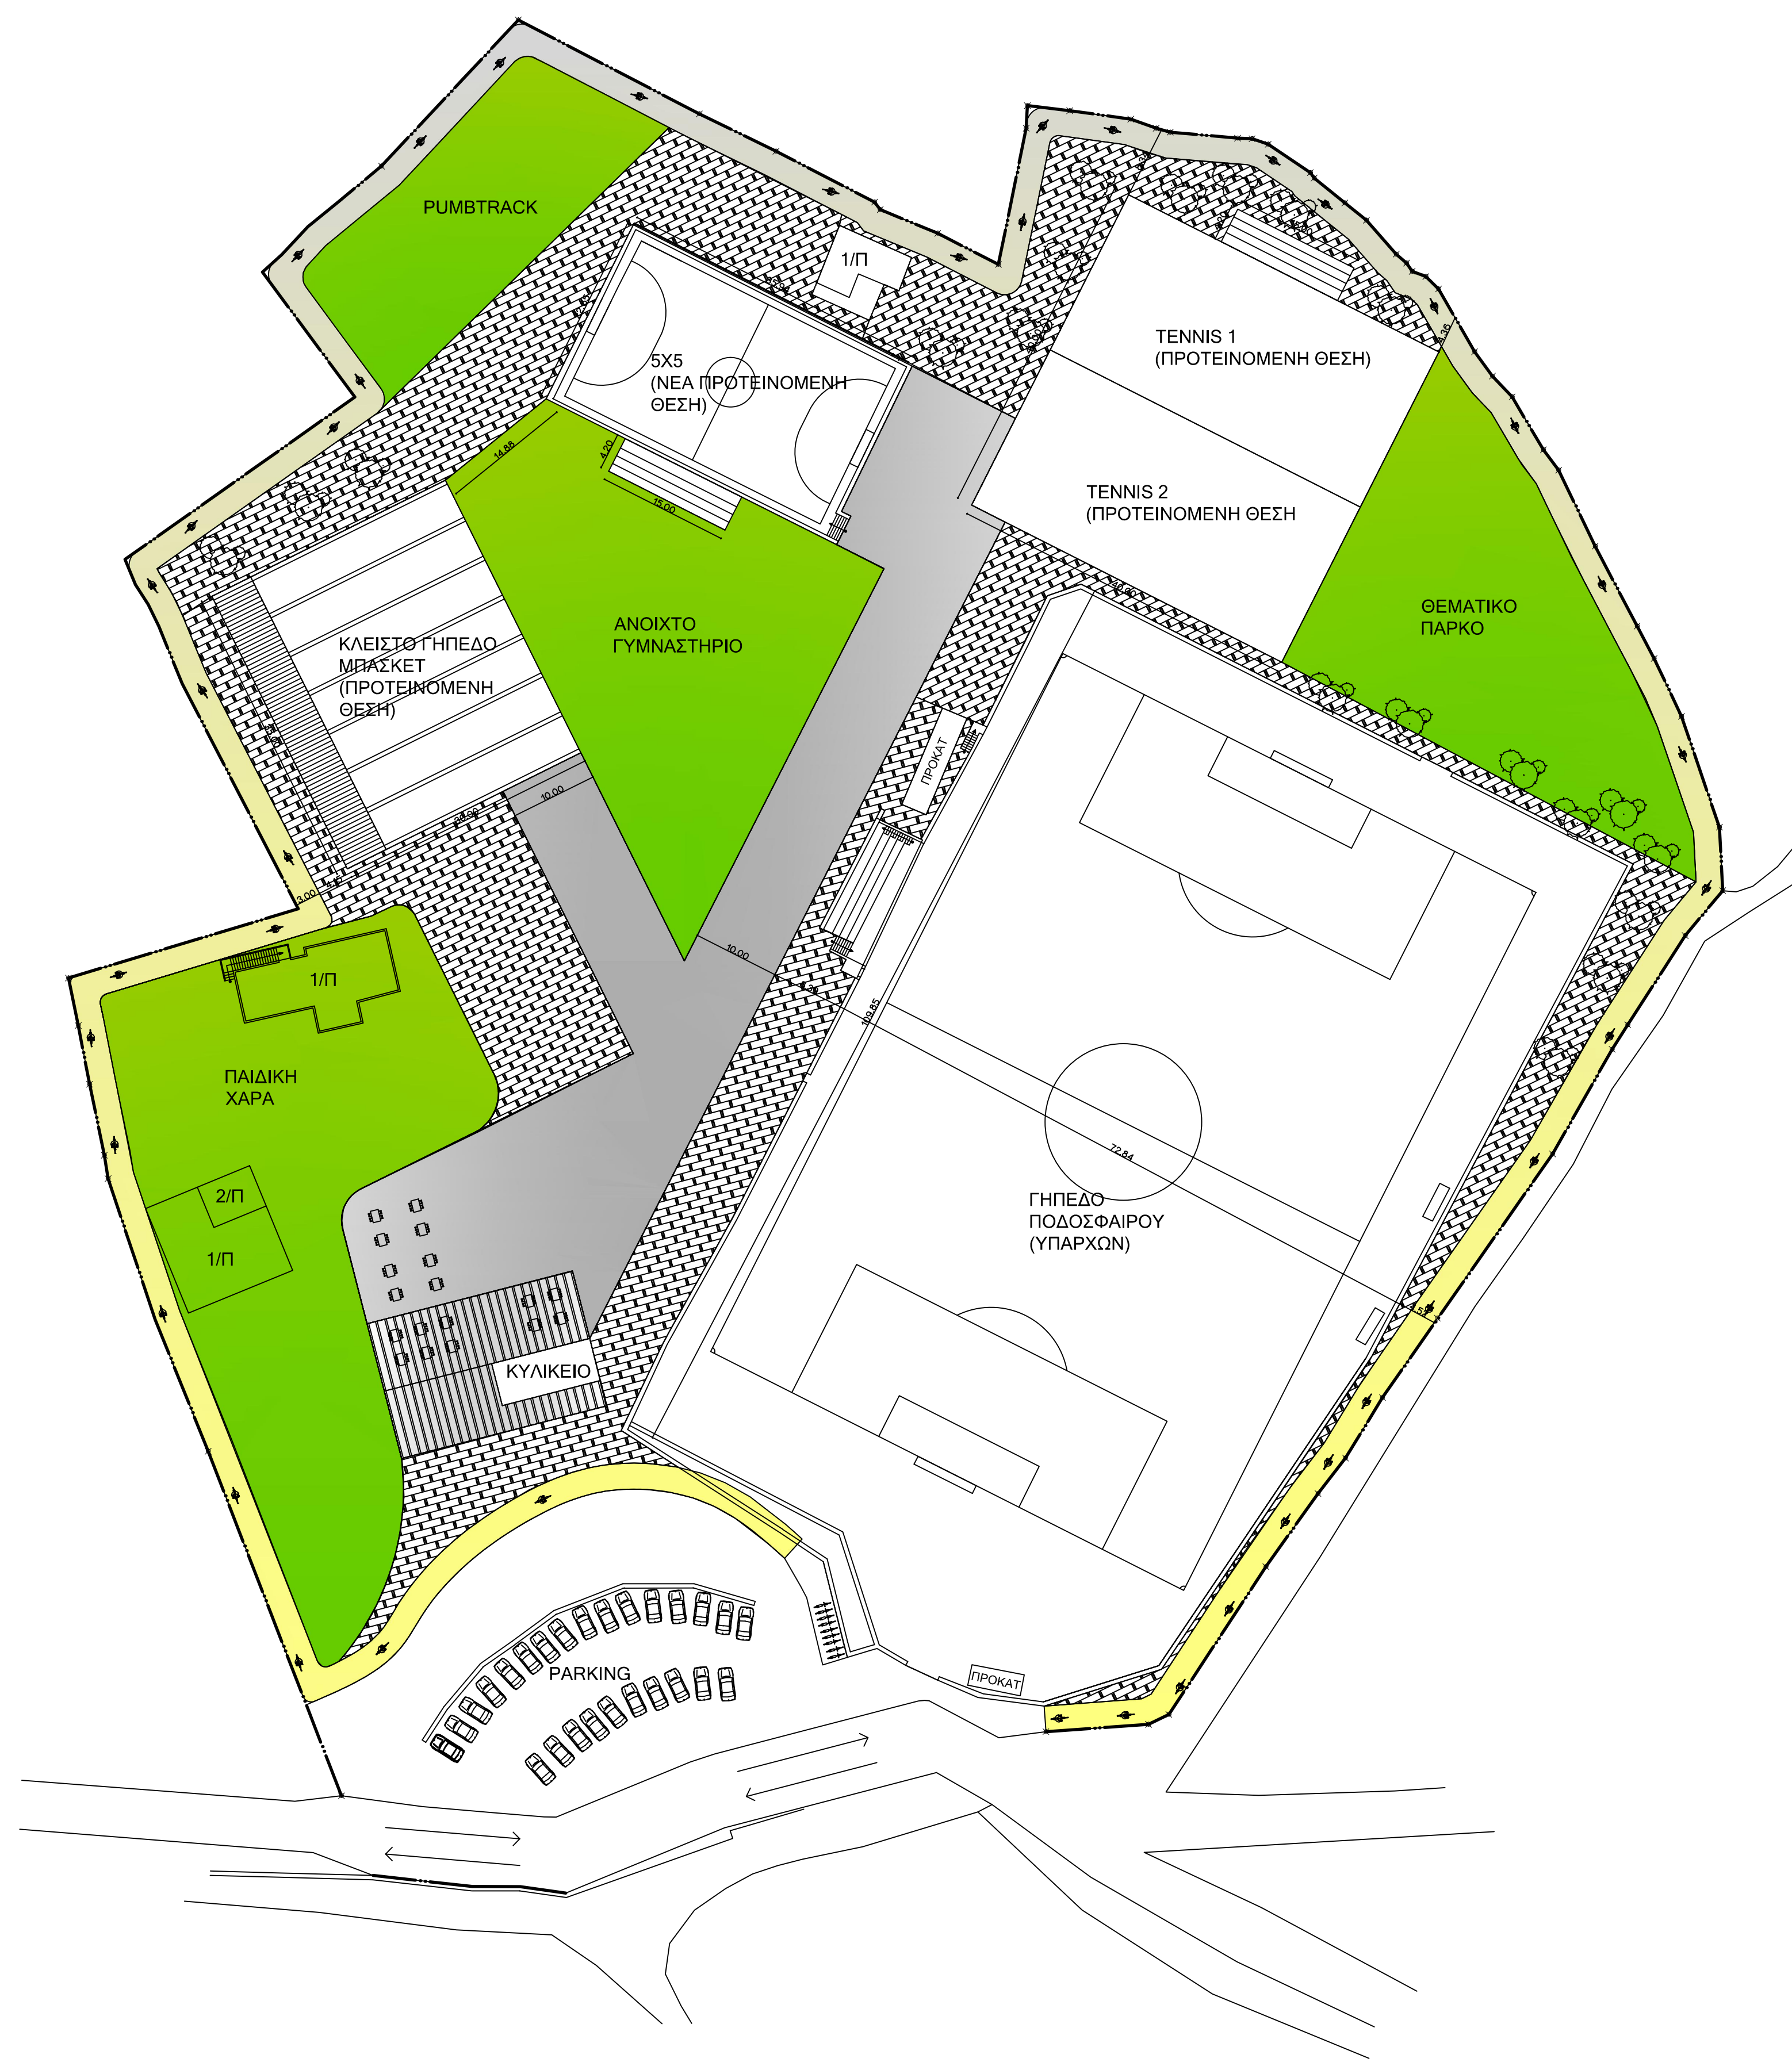 PUMBTRACK
1/Π
5X5
(ΝΕΑ ΠΡΟΤΕΙΝΟΜΕΝΗ
ΘΕΣΗ)
TENNIS 1
(ΠΡΟΤΕΙΝΟΜΕΝΗ ΘΕΣΗ)
TENNIS 2
(ΠΡΟΤΕΙΝΟΜΕΝΗ ΘΕΣΗ
4.36
14.88
4.20
15.00
ΑΝΟΙΧΤΟ
ΓΥΜΝΑΣΤΗΡΙΟ
ΘΕΜΑΤΙΚΟ
ΠΑΡΚΟ
ΚΛΕΙΣΤΟ ΓΗΠΕΔΟ
ΜΠΑΣΚΕΤ
(ΠΡΟΤΕΙΝΟΜΕΝΗ
ΘΕΣΗ)
ΠΡΟΚΑΤ
10.00
3.00
10.00
109.85
72.84
1/Π
ΠΑΙΔΙΚΗ
ΧΑΡΑ
2/Π
1/Π
ΓΗΠΕΔΟ
ΠΟΔΟΣΦΑΙΡΟΥ
(ΥΠΑΡΧΩΝ)
ΚΥΛΙΚΕΙΟ
PARKING
ΠΡΟΚΑΤ